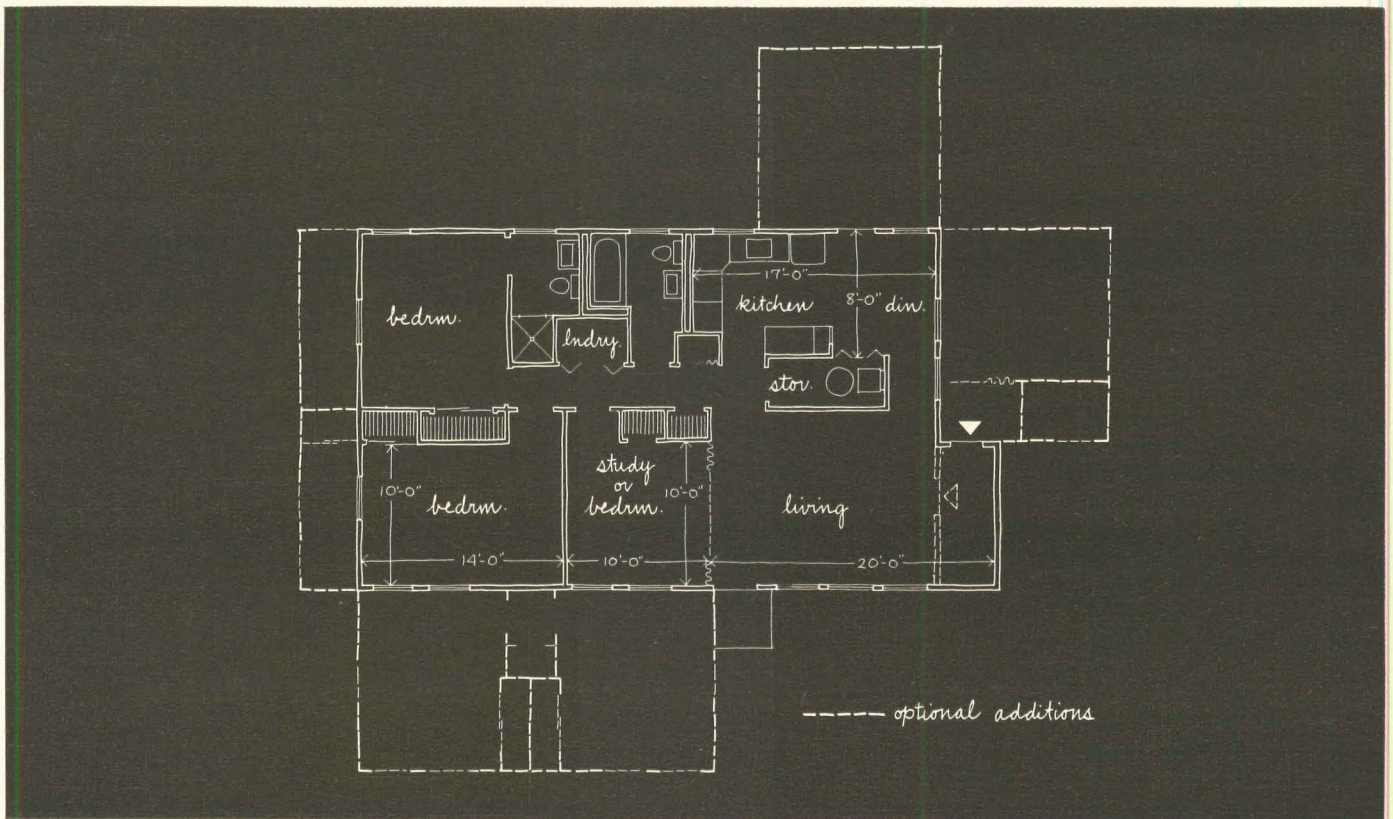 17'-0"
kitchen
8'-0"
din.
bedrm.
lndry.
stor.
study
or
bedrm.
10'-0"
10'-0"
bedrm.
living
14'-0"
10'-0"
20'-0"
optional additions